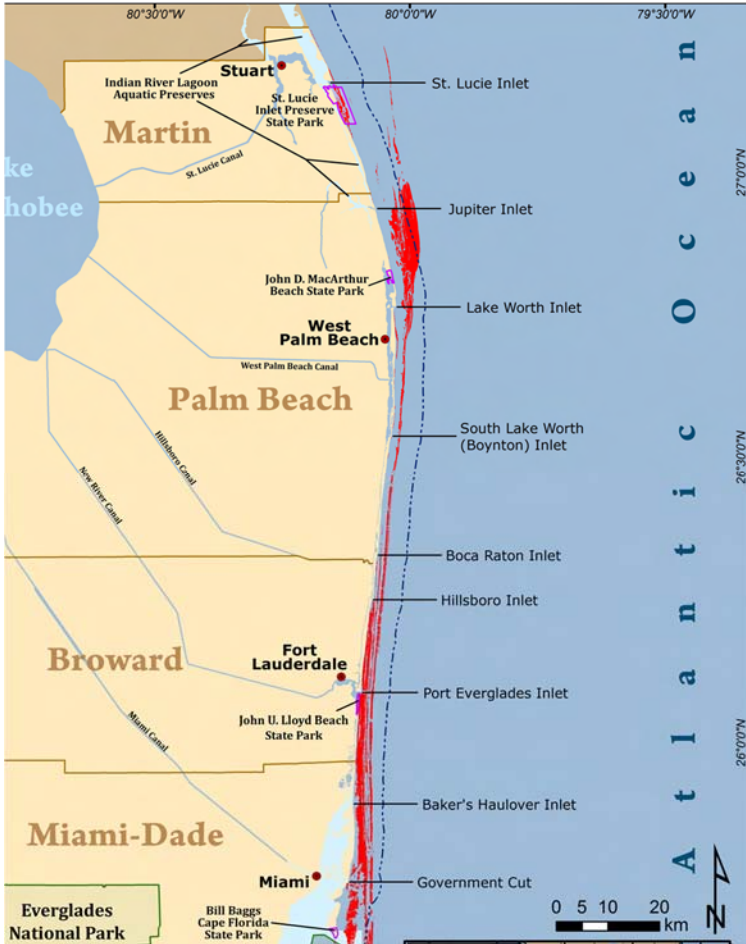 80°30'0"W
80°0'0"W
79°30'0"W
Indian River Lagoon
Aquatic Preserves
Stuart
St. Lucie
Inlet Preserve
State Park
St. Lucie Inlet
Martin
St. Lucie Canal
ke
hobee
27°0'0"N
Jupiter Inlet
John D. MacArthur
Beach State Park
Lake Worth Inlet
West
Palm Beach
West Palm Beach Canal
Palm Beach
South Lake Worth
(Boynton) Inlet
26°30'0"N
Hillsboro Canal
New River Canal
Boca Raton Inlet
Hillsboro Inlet
Fort
Lauderdale
Broward
Port Everglades Inlet
John U. Lloyd Beach
State Park
Miami Canal
26°0'0"N
Baker's Haulover Inlet
Miami-Dade
Miami
Government Cut
Everglades
National Park
Bill Baggs
Cape Florida
State Park
Atlantic Ocean
0 5 10 20
km
N